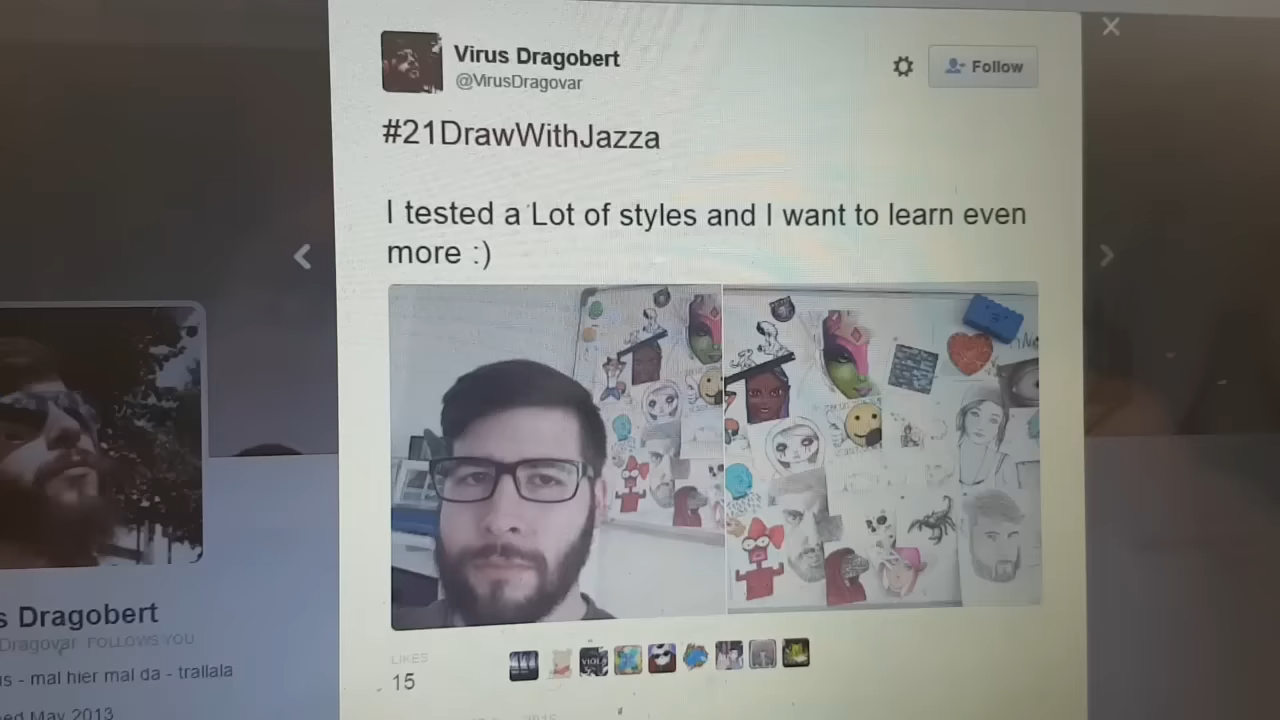 Virus Dragobert
@VirusDragovar
Follow
#21DrawWithJazza
I tested a Lot of styles and I want to learn even
more :)
LIKES
15
s Dragobert
Dragovar FOLLOWS YOU
us - mal hier mal da - trallala
ed May 2013